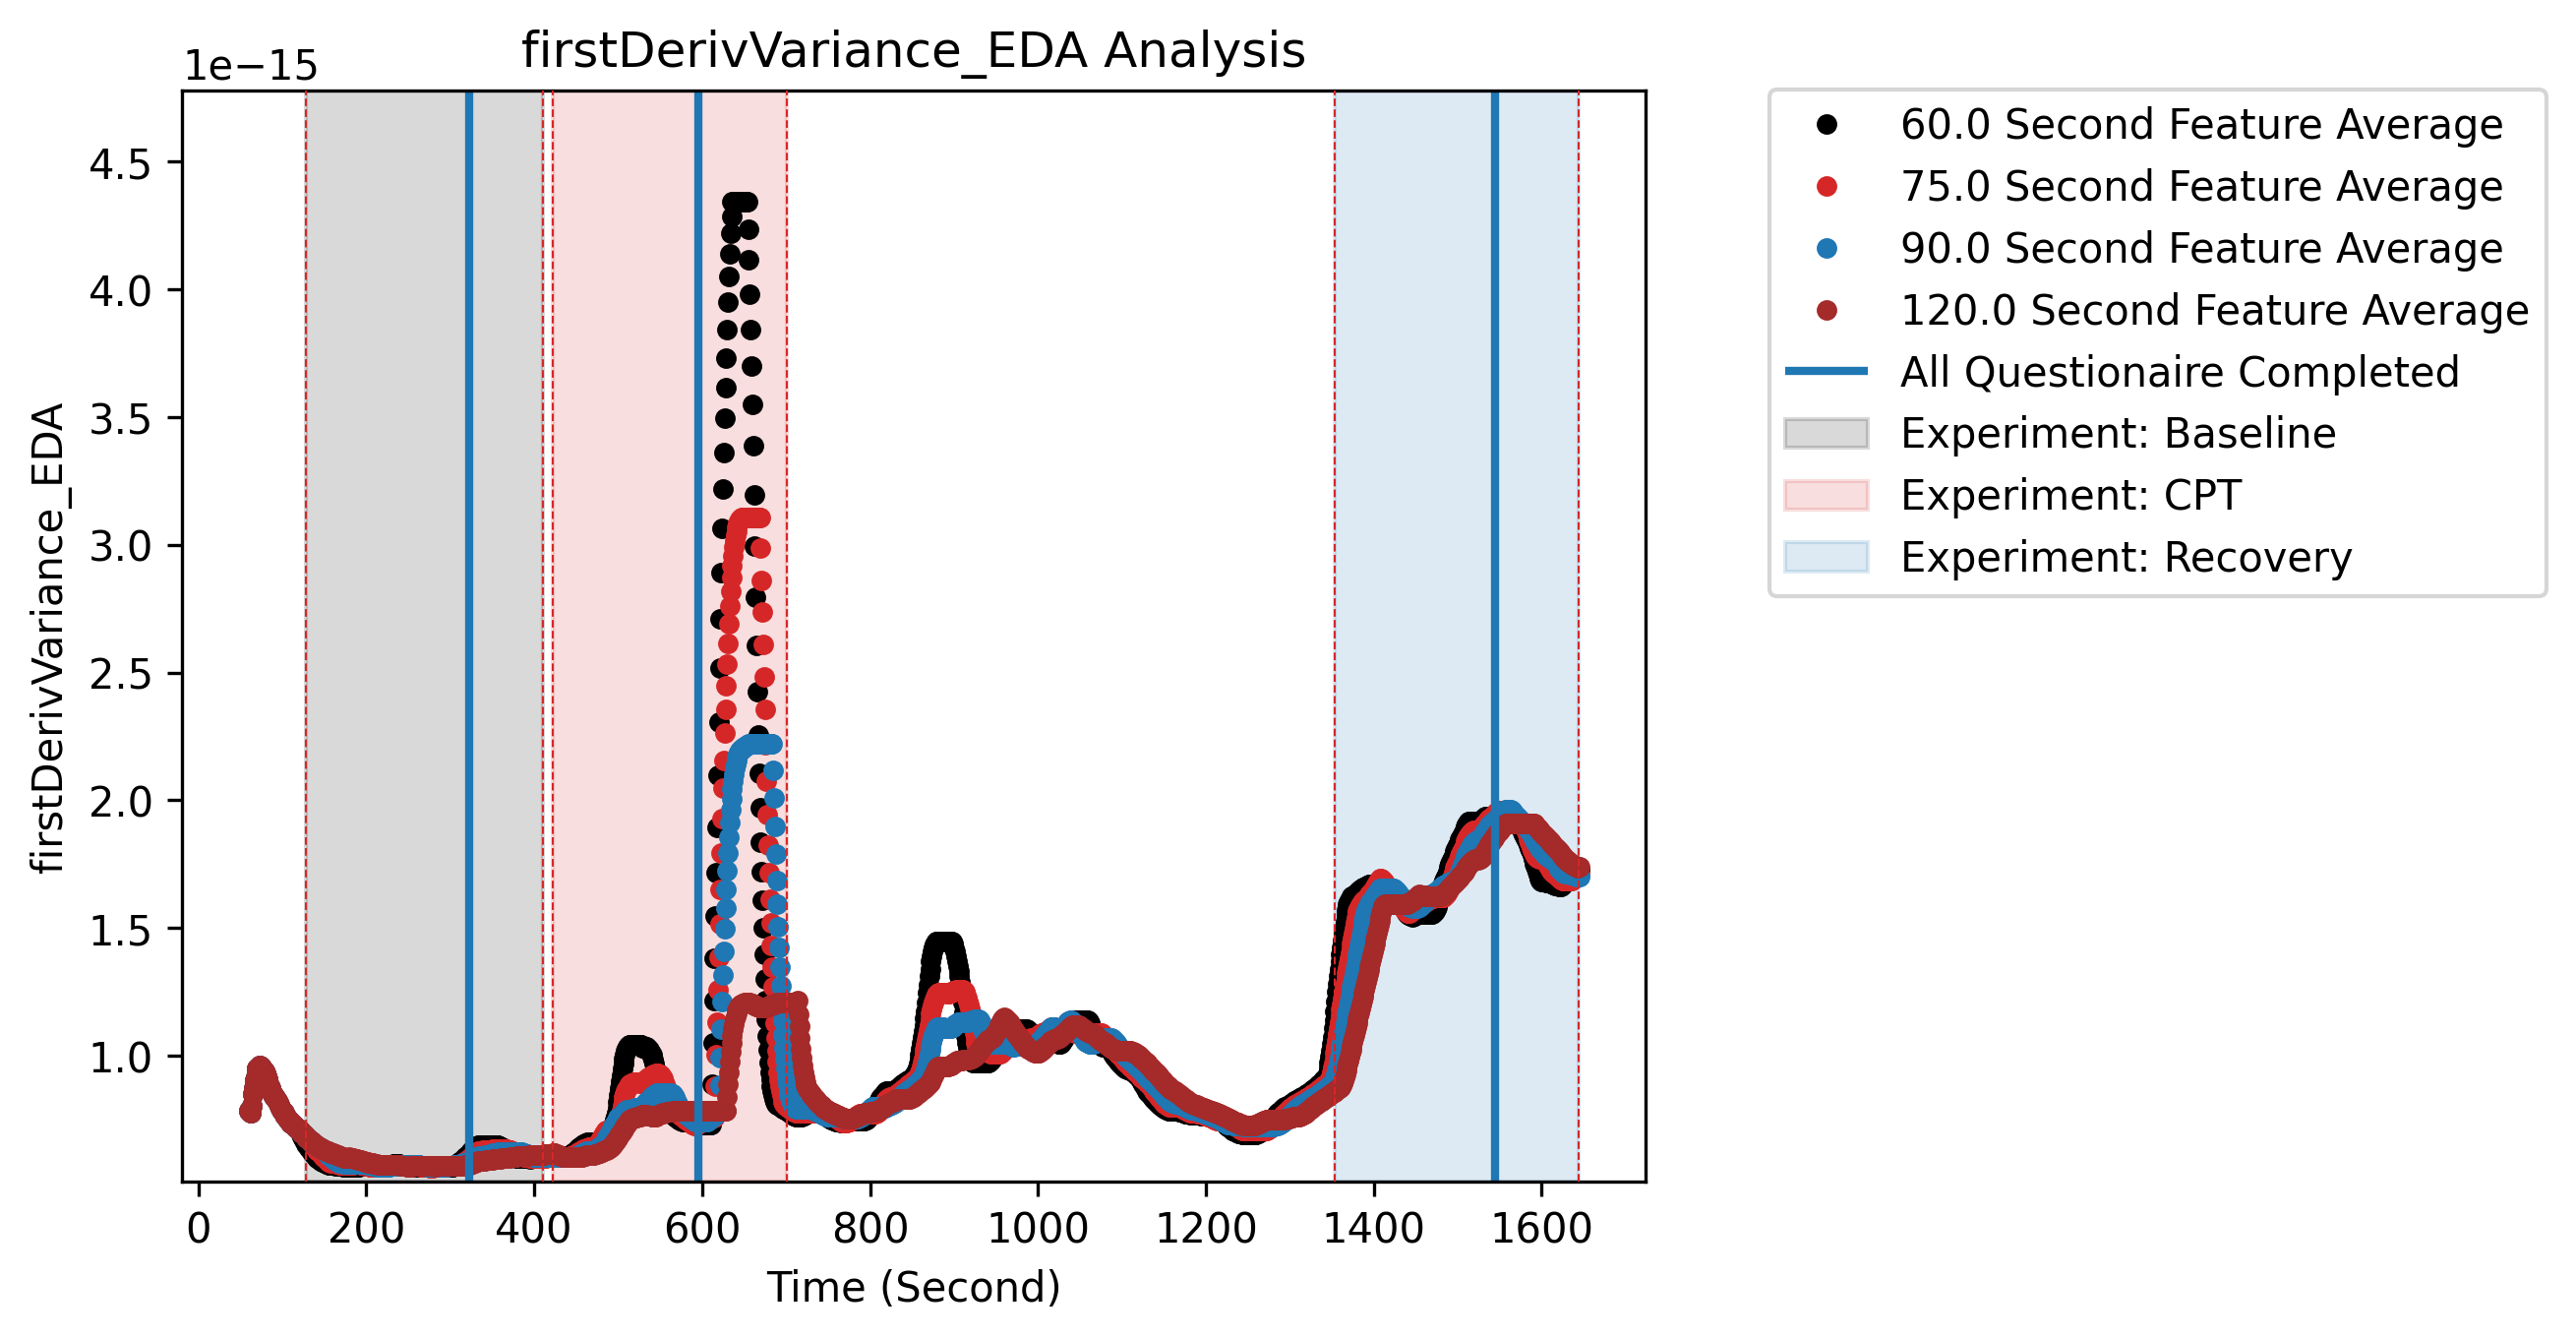 firstDerivVariance_EDA Analysis
1e−15
4.5
4.0
3.5
3.0
2.5
2.0
1.5
1.0
firstDerivVariance_EDA
0 200 400 600 800 1000 1200 1400 1600
Time (Second)
60.0 Second Feature Average
75.0 Second Feature Average
90.0 Second Feature Average
120.0 Second Feature Average
All Questionaire Completed
Experiment: Baseline
Experiment: CPT
Experiment: Recovery